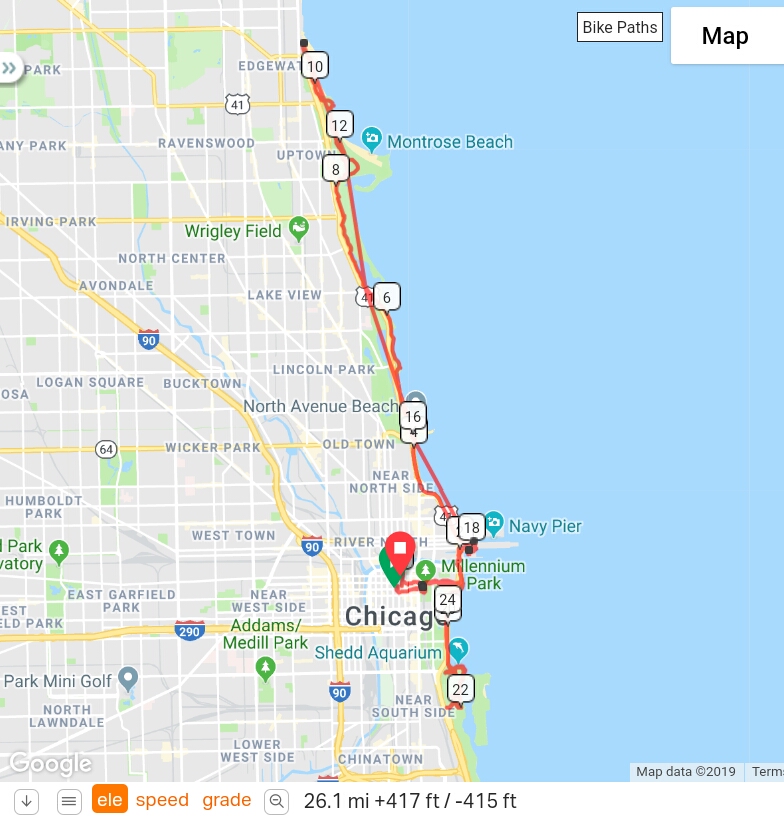 Bike Paths
Map
»
PARK
EDGEWAT
10
41
12
ANY PARK
RAVENSWOOD
Montrose Beach
UPTOWN
8
IRVING PARK
Wrigley Field
NORTH CENTER
AVONDALE
LAKE VIEW
41
6
90
LINCOLN PARK
LOGAN SQUARE
BUCKTOWN
OSA
North Avenue Beach
16
4
64
WICKER PARK
OLD TOWN
NEAR
NORTH SIDE
HUMBOLDT
PARK
41
18
Navy Pier
WEST TOWN
90
RIVER N
H
l Park
vatory
Millennium
Park
EAST GARFIELD
PARK
EST
ELD PARK
NEAR
WEST SIDE
24
Chicago
290
Addams/
Medill Park
Shedd Aquarium
Park Mini Golf
90
22
NEAR
SOUTH SIDE
NORTH
LAWNDALE
LOWER
WEST SIDE
CHINATOWN
Google
Map data ©2019
Terms
ele
speed
grade
26.1 mi +417 ft / -415 ft